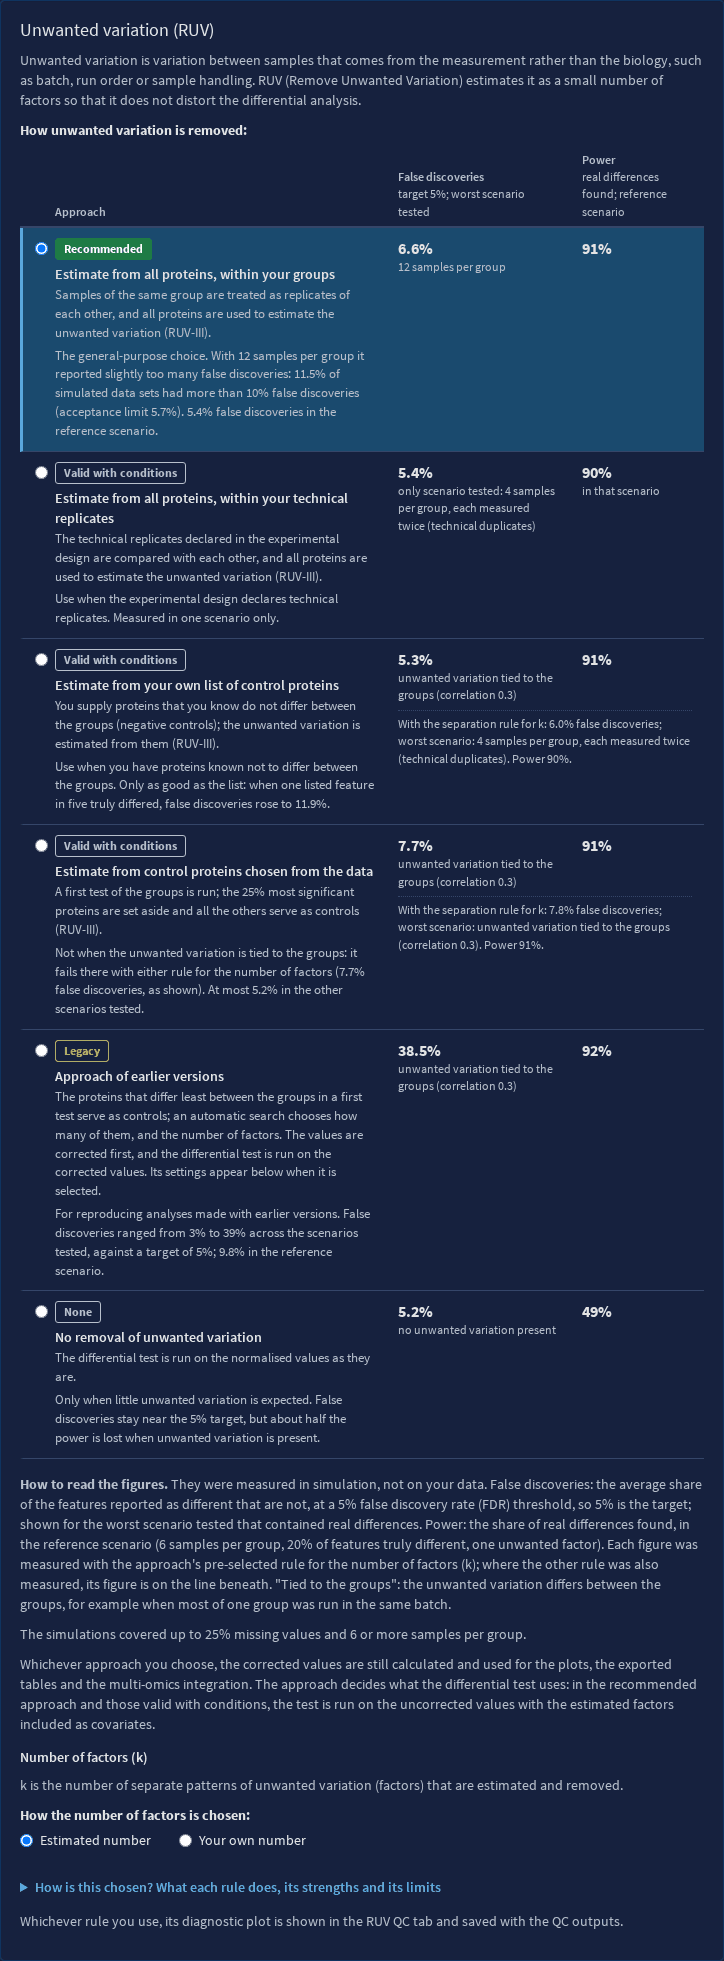 Unwanted variation (RUV)
Unwanted variation is variation between samples that comes from the measurement rather than the biology, such
as batch, run order or sample handling. RUV (Remove Unwanted Variation) estimates it as a small number of
factors so that it does not distort the differential analysis.
How unwanted variation is removed:
Approach
False discoveries
target 5%; worst scenario
tested
Power
real differences
found; reference
scenario
Recommended
Estimate from all proteins, within your groups
Samples of the same group are treated as replicates of
each other, and all proteins are used to estimate the
unwanted variation (RUV-III).
The general-purpose choice. With 12 samples per group it
reported slightly too many false discoveries: 11.5% of
simulated data sets had more than 10% false discoveries
(acceptance limit 5.7%). 5.4% false discoveries in the
reference scenario.
6.6%
12 samples per group
91%
Valid with conditions
Estimate from all proteins, within your technical
replicates
The technical replicates declared in the experimental
design are compared with each other, and all proteins are
used to estimate the unwanted variation (RUV-III).
Use when the experimental design declares technical
replicates. Measured in one scenario only.
5.4%
only scenario tested: 4 samples
per group, each measured
twice (technical duplicates)
90%
in that scenario
Valid with conditions
Estimate from your own list of control proteins
You supply proteins that you know do not differ between
the groups (negative controls); the unwanted variation is
estimated from them (RUV-III).
Use when you have proteins known not to differ between
the groups. Only as good as the list: when one listed feature
in five truly differed, false discoveries rose to 11.9%.
5.3%
unwanted variation tied to the
groups (correlation 0.3)
91%
With the separation rule for k: 6.0% false discoveries;
worst scenario: 4 samples per group, each measured twice
(technical duplicates). Power 90%.
Valid with conditions
Estimate from control proteins chosen from the data
A first test of the groups is run; the 25% most significant
proteins are set aside and all the others serve as controls
(RUV-III).
Not when the unwanted variation is tied to the groups: it
fails there with either rule for the number of factors (7.7%
false discoveries, as shown). At most 5.2% in the other
scenarios tested.
7.7%
unwanted variation tied to the
groups (correlation 0.3)
91%
With the separation rule for k: 7.8% false discoveries;
worst scenario: unwanted variation tied to the groups
(correlation 0.3). Power 91%.
Legacy
Approach of earlier versions
The proteins that differ least between the groups in a first
test serve as controls; an automatic search chooses how
many of them, and the number of factors. The values are
corrected first, and the differential test is run on the
corrected values. Its settings appear below when it is
selected.
For reproducing analyses made with earlier versions. False
discoveries ranged from 3% to 39% across the scenarios
tested, against a target of 5%; 9.8% in the reference
scenario.
38.5%
unwanted variation tied to the
groups (correlation 0.3)
92%
None
No removal of unwanted variation
The differential test is run on the normalised values as they
are.
Only when little unwanted variation is expected. False
discoveries stay near the 5% target, but about half the
power is lost when unwanted variation is present.
5.2%
no unwanted variation present
49%
How to read the figures. They were measured in simulation, not on your data. False discoveries: the average share
of the features reported as different that are not, at a 5% false discovery rate (FDR) threshold, so 5% is the target;
shown for the worst scenario tested that contained real differences. Power: the share of real differences found, in
the reference scenario (6 samples per group, 20% of features truly different, one unwanted factor). Each figure was
measured with the approach's pre-selected rule for the number of factors (k); where the other rule was also
measured, its figure is on the line beneath. "Tied to the groups": the unwanted variation differs between the
groups, for example when most of one group was run in the same batch.
The simulations covered up to 25% missing values and 6 or more samples per group.
Whichever approach you choose, the corrected values are still calculated and used for the plots, the exported
tables and the multi-omics integration. The approach decides what the differential test uses: in the recommended
approach and those valid with conditions, the test is run on the uncorrected values with the estimated factors
included as covariates.
Number of factors (k)
k is the number of separate patterns of unwanted variation (factors) that are estimated and removed.
How the number of factors is chosen:
Estimated number
Your own number
How is this chosen? What each rule does, its strengths and its limits
Whichever rule you use, its diagnostic plot is shown in the RUV QC tab and saved with the QC outputs.